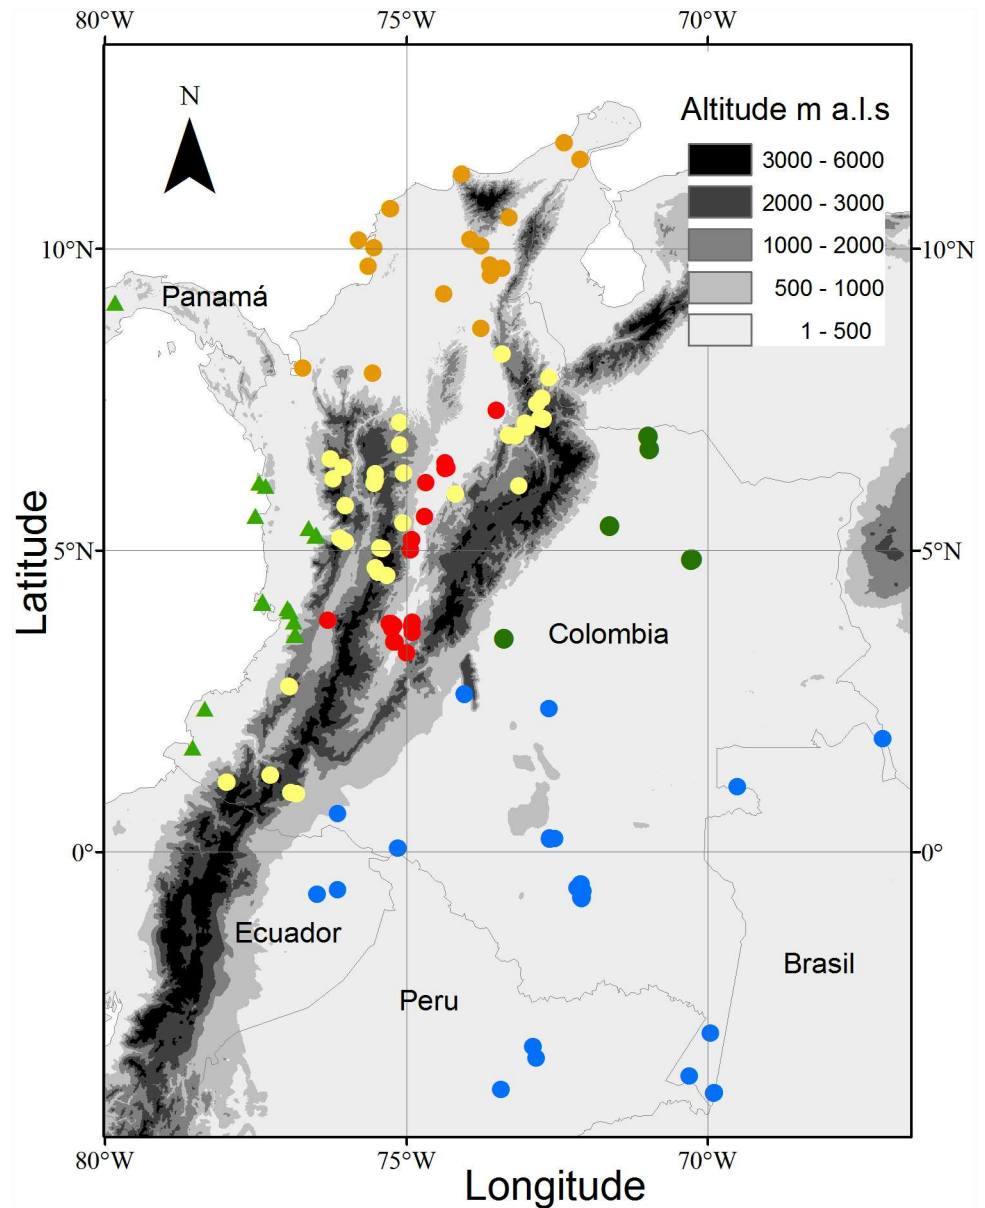 80°W 75°W 70°W
N
Altitude m a.l.s
3000 - 6000
2000 - 3000
1000 - 2000
500 - 1000
1 - 500
10°N 10°N
Panamá
5°N 5°N
Latitude
Colombia
0° 0°
Ecuador
Brasil
Peru
80°W 75°W 70°W
Longitude